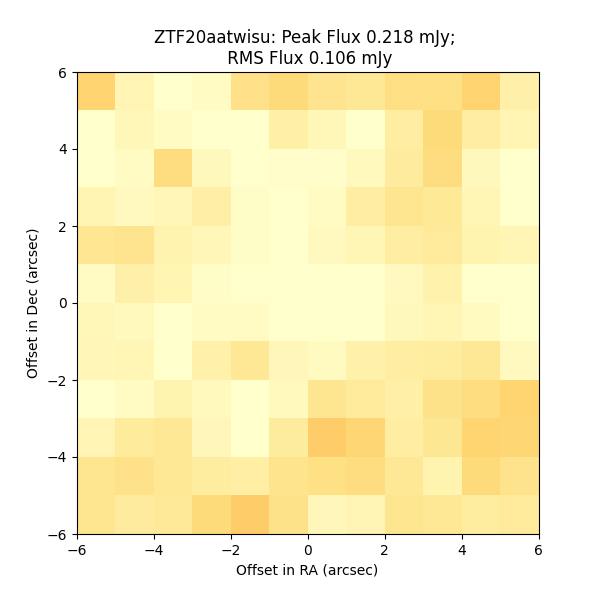 ZTF20aatwisu: Peak Flux 0.218 mJy;
RMS Flux 0.106 mJy
6
4
2
0
−2
−4
−6
Offset in Dec (arcsec)
−6 −4 −2 0 2 4 6
Offset in RA (arcsec)